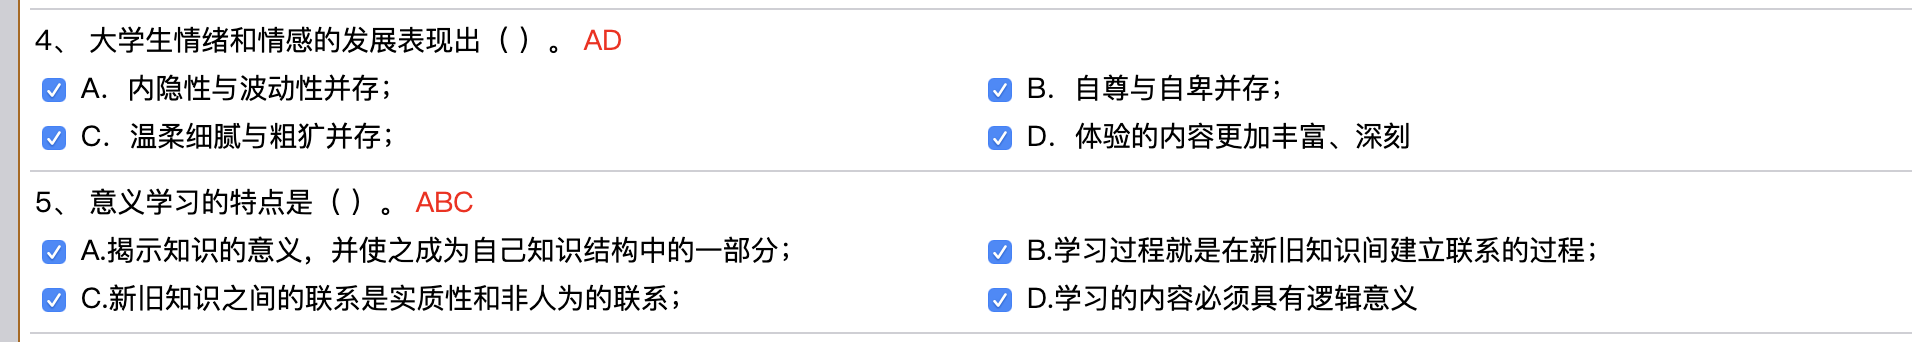 4、 大学生情绪和情感的发展表现出（ ）。 AD
A. 内隐性与波动性并存； B. 自尊与自卑并存；
C. 温柔细腻与粗犷并存； D. 体验的内容更加丰富、深刻
5、 意义学习的特点是（ ）。 ABC
A.揭示知识的意义，并使之成为自己知识结构中的一部分； B.学习过程就是在新旧知识间建立联系的过程；
C.新旧知识之间的联系是实质性和非人为的联系； D.学习的内容必须具有逻辑意义